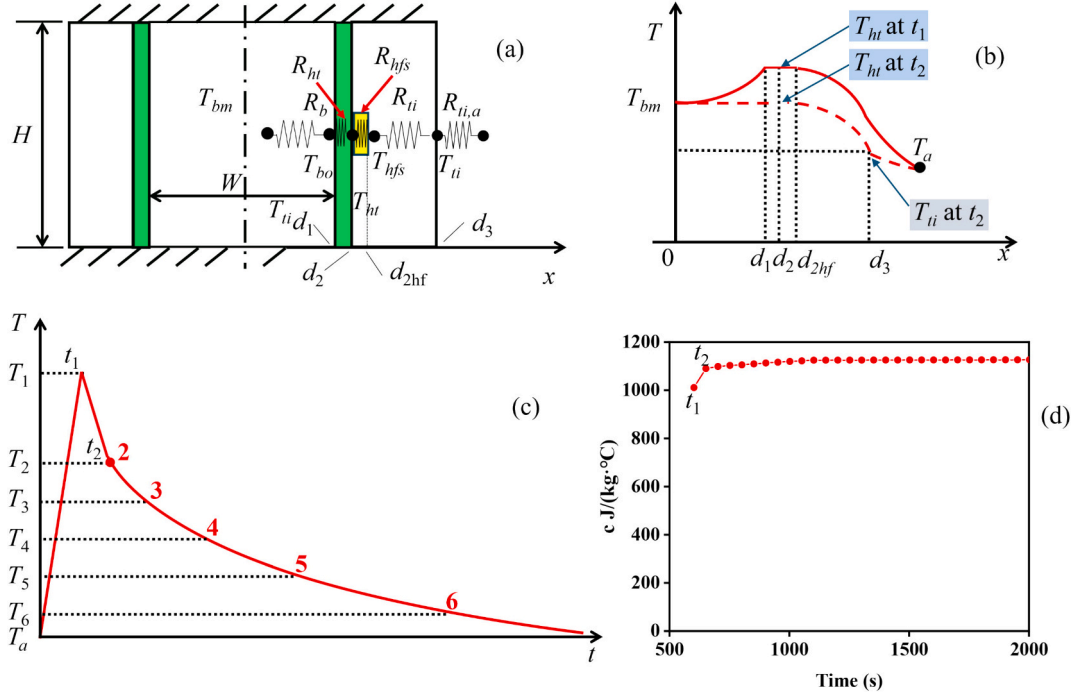 (a)
H
W
x
T_bm
R_b
R_ht
R_hfs
R_ti
R_ti,a
T_bo
T_hfs
T_ti
T_ti
T_ht
d_1
d_2
d_2hf
d_3
(b)
T
T_bm
T_ht at t_1
T_ht at t_2
T_a
T_ti at t_2
0
d_1
d_2
d_2hf
d_3
x
(c)
T
T_1
T_2
T_3
T_4
T_5
T_6
T_a
t_1
t_2
2
3
4
5
6
t
(d)
c J/(kg·°C)
1200
1000
800
600
400
200
0
t_2
t_1
500
1000
1500
2000
Time (s)